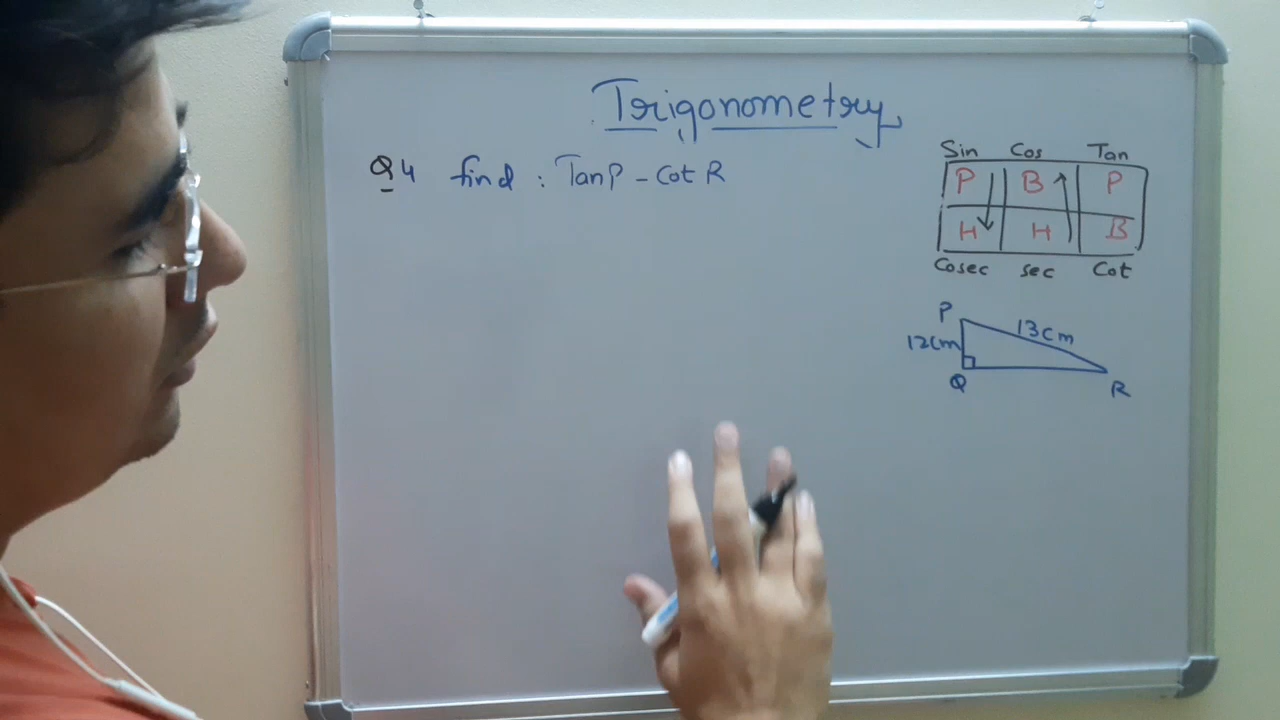 Trigonometry
Q4 find : TanP - Cot R
Sin Cos Tan
P B P
H H B
Cosec sec Cot
P
13cm
12cm
Q
R